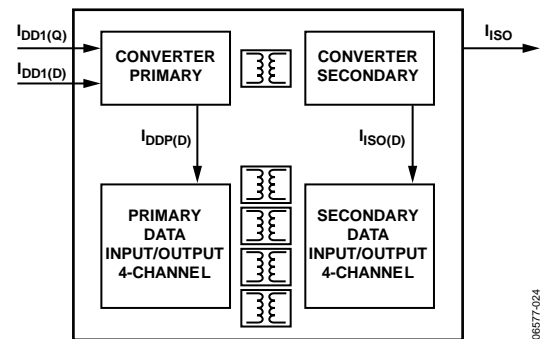 IDD1(Q)
IDD1(D)
IISO
CONVERTER
PRIMARY
CONVERTER
SECONDARY
IDDP(D)
IISO(D)
PRIMARY
DATA
INPUT/OUTPUT
4-CHANNEL
SECONDARY
DATA
INPUT/OUTPUT
4-CHANNEL
06577-024